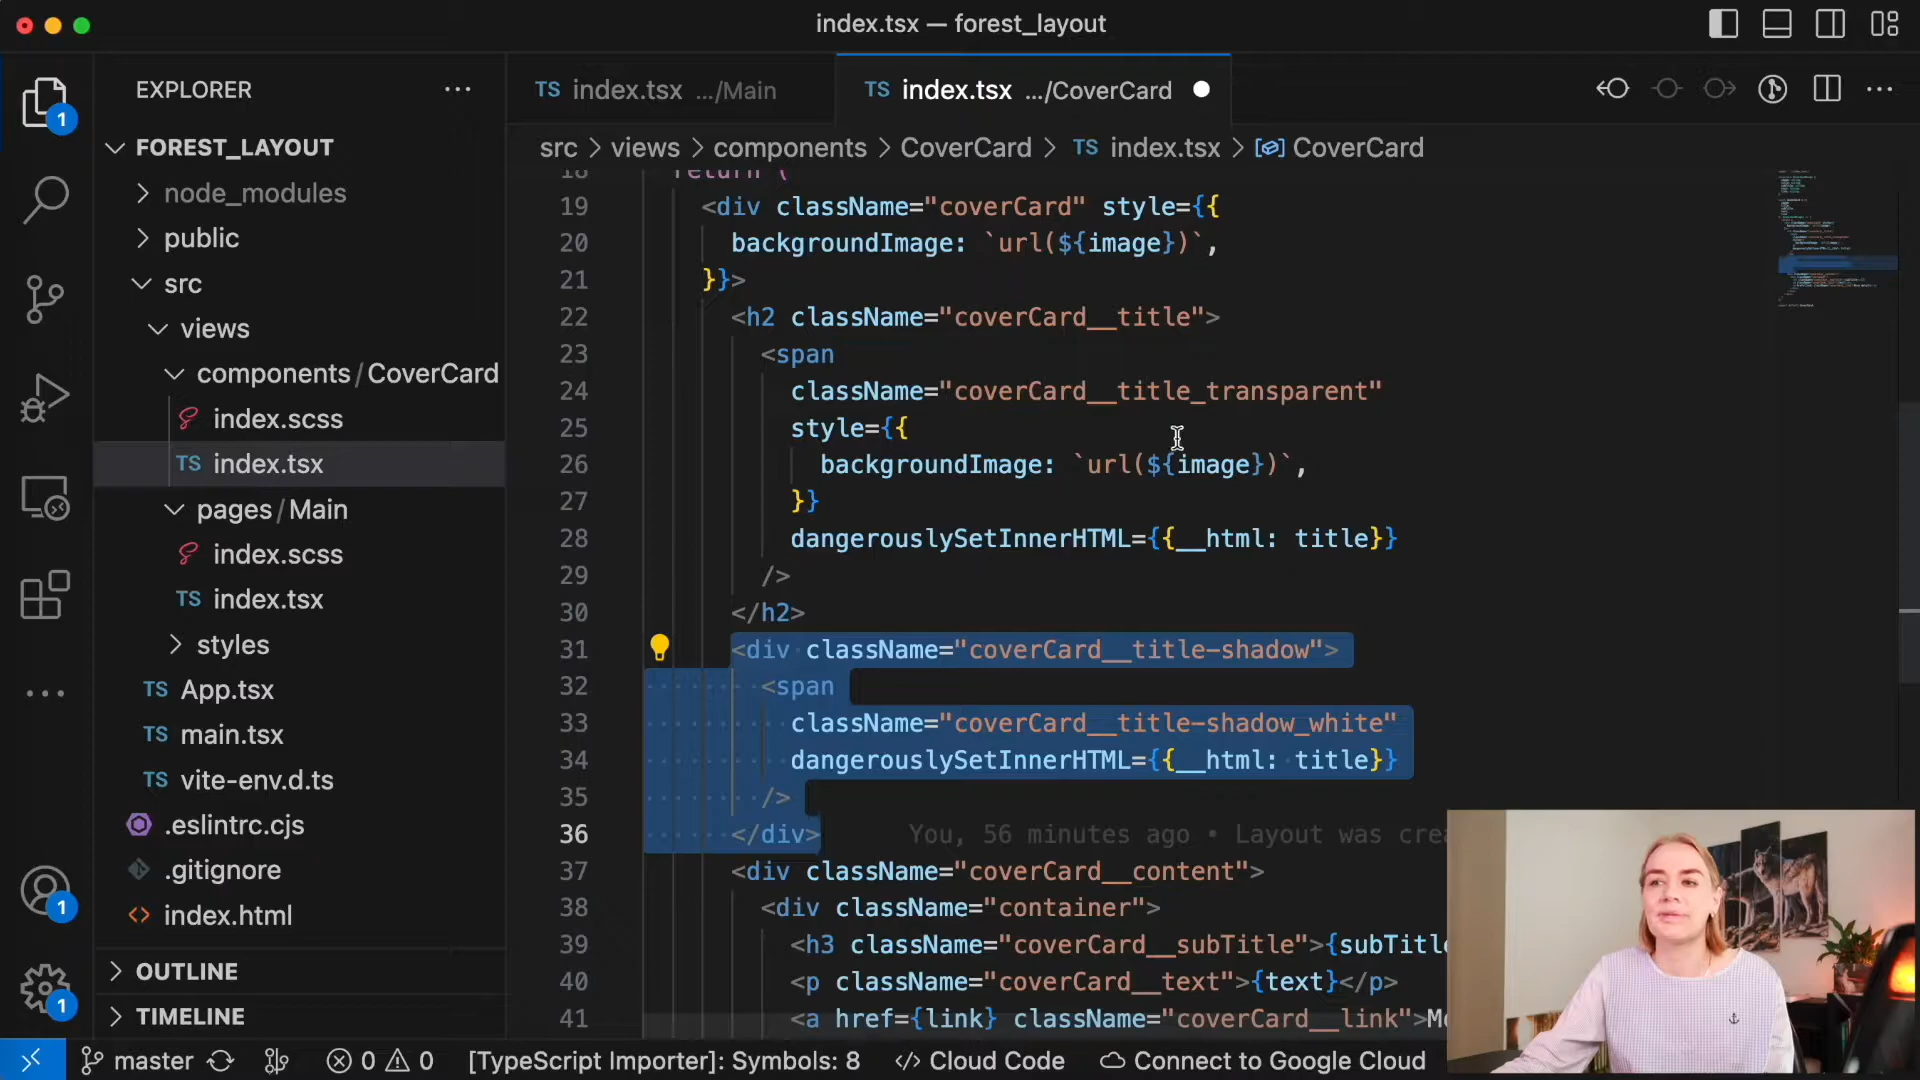 index.tsx — forest_layout
EXPLORER
TS index.tsx .../Main
TS index.tsx .../CoverCard
1
FOREST_LAYOUT
src > views > components > CoverCard > TS index.tsx > CoverCard
node_modules
public
src
views
components / CoverCard
index.scss
TS index.tsx
pages / Main
index.scss
TS index.tsx
styles
TS App.tsx
TS main.tsx
TS vite-env.d.ts
.eslintrc.cjs
.gitignore
<> index.html
OUTLINE
TIMELINE
1
1
18 return (
19 <div className="coverCard" style={{
20 backgroundImage: `url(${image})`,
21 }}>
22 <h2 className="coverCard__title">
23 <span
24 className="coverCard__title_transparent"
25 style={{
26 backgroundImage: `url(${image})`,
27 }}
28 dangerouslySetInnerHTML={{__html: title}}
29 />
30 </h2>
31 <div className="coverCard__title-shadow">
32 <span
33 className="coverCard__title-shadow_white"
34 dangerouslySetInnerHTML={{__html: title}}
35 />
36 </div> You, 56 minutes ago • Layout was
37 <div className="coverCard__content">
38 <div className="container">
39 <h3 className="coverCard__subTitle">{subTitle
40 <p className="coverCard__text">{text}</p>
41 <a href={link} className="coverCard__link">
master
0 0
[TypeScript Importer]: Symbols: 8
</> Cloud Code
Connect to Google Cloud